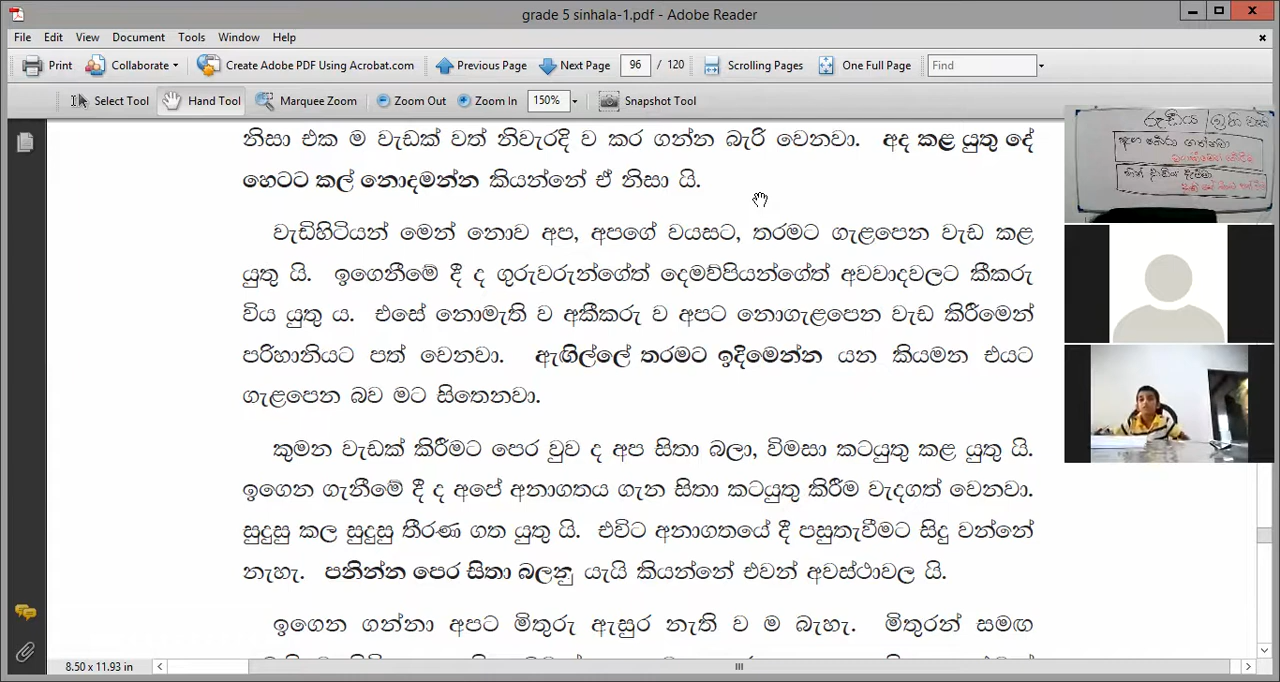 grade 5 sinhala-1.pdf - Adobe Reader
File Edit View Document Tools Window Help
Print Collaborate Create Adobe PDF Using Acrobat.com Previous Page Next Page 96 / 120 Scrolling Pages One Full Page Find
Select Tool Hand Tool Marquee Zoom Zoom Out Zoom In 150% Snapshot Tool
නිසා එක ම වැඩක් වත් නිවැරදි ව කර ගන්න බැරි වෙනවා. අද කළ යුතු දේ
හෙටට කල් නොදමන්න කියන්නේ ඒ නිසා යි.
වැඩිහිටියන් මෙන් නොව අප, අපගේ වයසට, තරමට ගැළපෙන වැඩ කළ
යුතු යි. ඉගෙනීමේ දී ද ගුරුවරුන්ගේත් දෙමව්පියන්ගේත් අවවාදවලට කීකරු
විය යුතු ය. එසේ නොමැති ව අකීකරු ව අපට නොගැළපෙන වැඩ කිරීමෙන්
පරිහානියට පත් වෙනවා. ඇඟිල්ලේ තරමට ඉදිමෙන්න යන කියමන එයට
ගැළපෙන බව මට සිතෙනවා.
කුමන වැඩක් කිරීමට පෙර වුව ද අප සිතා බලා, විමසා කටයුතු කළ යුතු යි.
ඉගෙන ගැනීමේ දී ද අපේ අනාගතය ගැන සිතා කටයුතු කිරීම වැදගත් වෙනවා.
සුදුසු කල සුදුසු තීරණ ගත යුතු යි. එවිට අනාගතයේ දී පසුතැවීමට සිදු වන්නේ
නැහැ. පනින්න පෙර සිතා බලනු යැයි කියන්නේ එවන් අවස්ථාවල යි.
ඉගෙන ගන්නා අපට මිතුරු ඇසුර නැති ව ම බැහැ. මිතුරන් සමඟ
8.50 x 11.93 in
රූඪිය